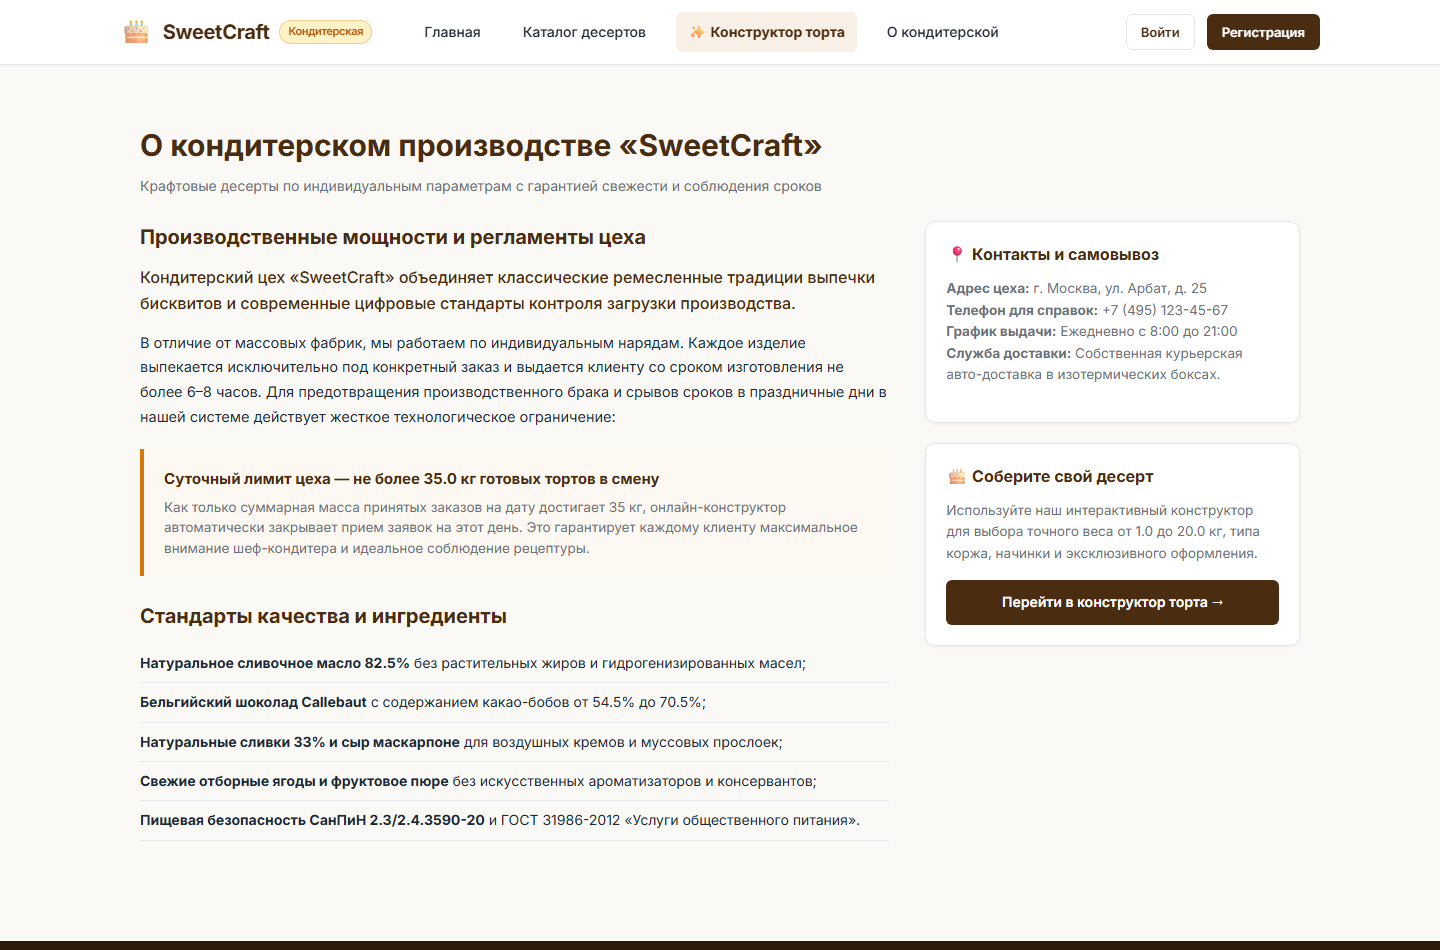 SweetCraft Кондитерская Главная Каталог десертов ✨ Конструктор торта О кондитерской Войти Регистрация
О кондитерском производстве «SweetCraft»
Крафтовые десерты по индивидуальным параметрам с гарантией свежести и соблюдения сроков
Производственные мощности и регламенты цеха
Кондитерский цех «SweetCraft» объединяет классические ремесленные традиции выпечки
бисквитов и современные цифровые стандарты контроля загрузки производства.
В отличие от массовых фабрик, мы работаем по индивидуальным нарядам. Каждое изделие
выпекается исключительно под конкретный заказ и выдается клиенту со сроком изготовления не
более 6–8 часов. Для предотвращения производственного брака и срывов сроков в праздничные дни в
нашей системе действует жесткое технологическое ограничение:
Суточный лимит цеха — не более 35.0 кг готовых тортов в смену
Как только суммарная масса принятых заказов на дату достигает 35 кг, онлайн-конструктор
автоматически закрывает прием заявок на этот день. Это гарантирует каждому клиенту максимальное
внимание шеф-кондитера и идеальное соблюдение рецептуры.
Стандарты качества и ингредиенты
Натуральное сливочное масло 82.5% без растительных жиров и гидрогенизированных масел;
Бельгийский шоколад Callebaut с содержанием какао-бобов от 54.5% до 70.5%;
Натуральные сливки 33% и сыр маскарпоне для воздушных кремов и муссовых прослоек;
Свежие отборные ягоды и фруктовое пюре без искусственных ароматизаторов и консервантов;
Пищевая безопасность СанПиН 2.3/2.4.3590-20 и ГОСТ 31986-2012 «Услуги общественного питания».
📍 Контакты и самовывоз
Адрес цеха: г. Москва, ул. Арбат, д. 25
Телефон для справок: +7 (495) 123-45-67
График выдачи: Ежедневно с 8:00 до 21:00
Служба доставки: Собственная курьерская
авто-доставка в изотермических боксах.
🎂 Соберите свой десерт
Используйте наш интерактивный конструктор
для выбора точного веса от 1.0 до 20.0 кг, типа
коржа, начинки и эксклюзивного оформления.
Перейти в конструктор торта →